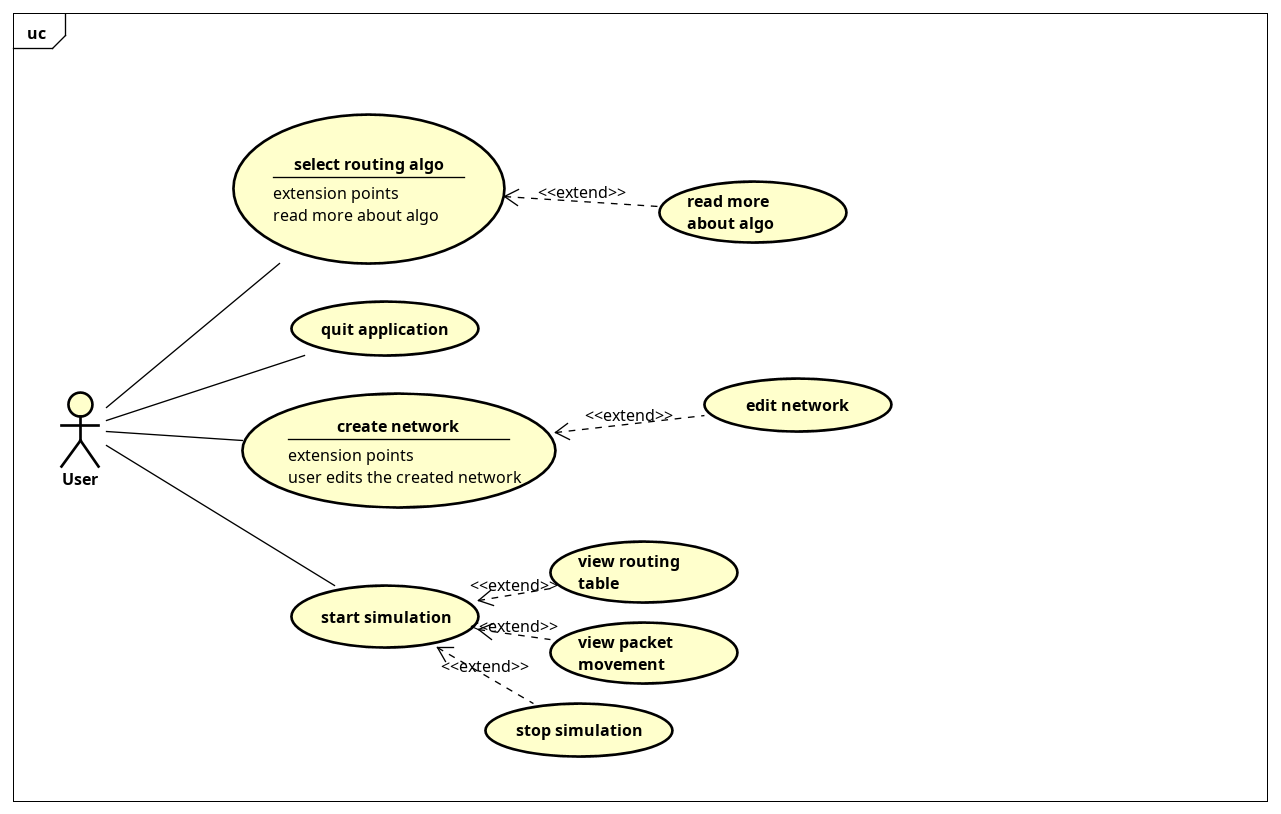 uc
select routing algo
extension points
read more about algo
<<extend>>
read more
about algo
quit application
User
create network
extension points
user edits the created network
<<extend>>
edit network
start simulation
<<extend>>
view routing
table
<<extend>>
view packet
movement
<<extend>>
stop simulation